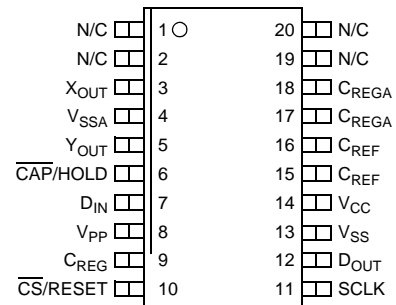 N/C 1 20 N/C
N/C 2 19 N/C
XOUT 3 18 CREGA
VSSA 4 17 CREGA
YOUT 5 16 CREF
CAP/HOLD 6 15 CREF
DIN 7 14 VCC
VPP 8 13 VSS
CREG 9 12 DOUT
CS/RESET 10 11 SCLK